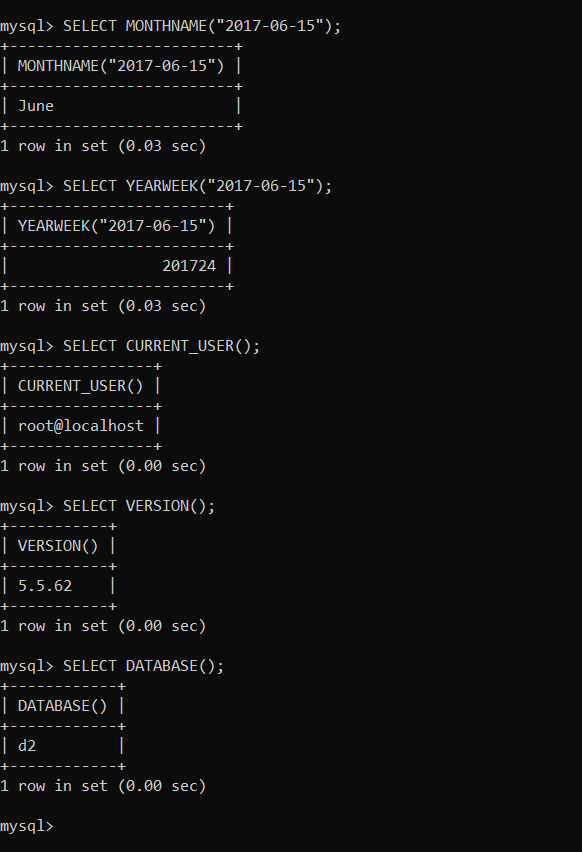 mysql> SELECT MONTHNAME("2017-06-15");
+-------------------------+
| MONTHNAME("2017-06-15") |
+-------------------------+
| June                    |
+-------------------------+
1 row in set (0.03 sec)

mysql> SELECT YEARWEEK("2017-06-15");
+------------------------+
| YEARWEEK("2017-06-15") |
+------------------------+
|                 201724 |
+------------------------+
1 row in set (0.03 sec)

mysql> SELECT CURRENT_USER();
+----------------+
| CURRENT_USER() |
+----------------+
| root@localhost |
+----------------+
1 row in set (0.00 sec)

mysql> SELECT VERSION();
+-----------+
| VERSION() |
+-----------+
| 5.5.62    |
+-----------+
1 row in set (0.00 sec)

mysql> SELECT DATABASE();
+------------+
| DATABASE() |
+------------+
| d2         |
+------------+
1 row in set (0.00 sec)

mysql>